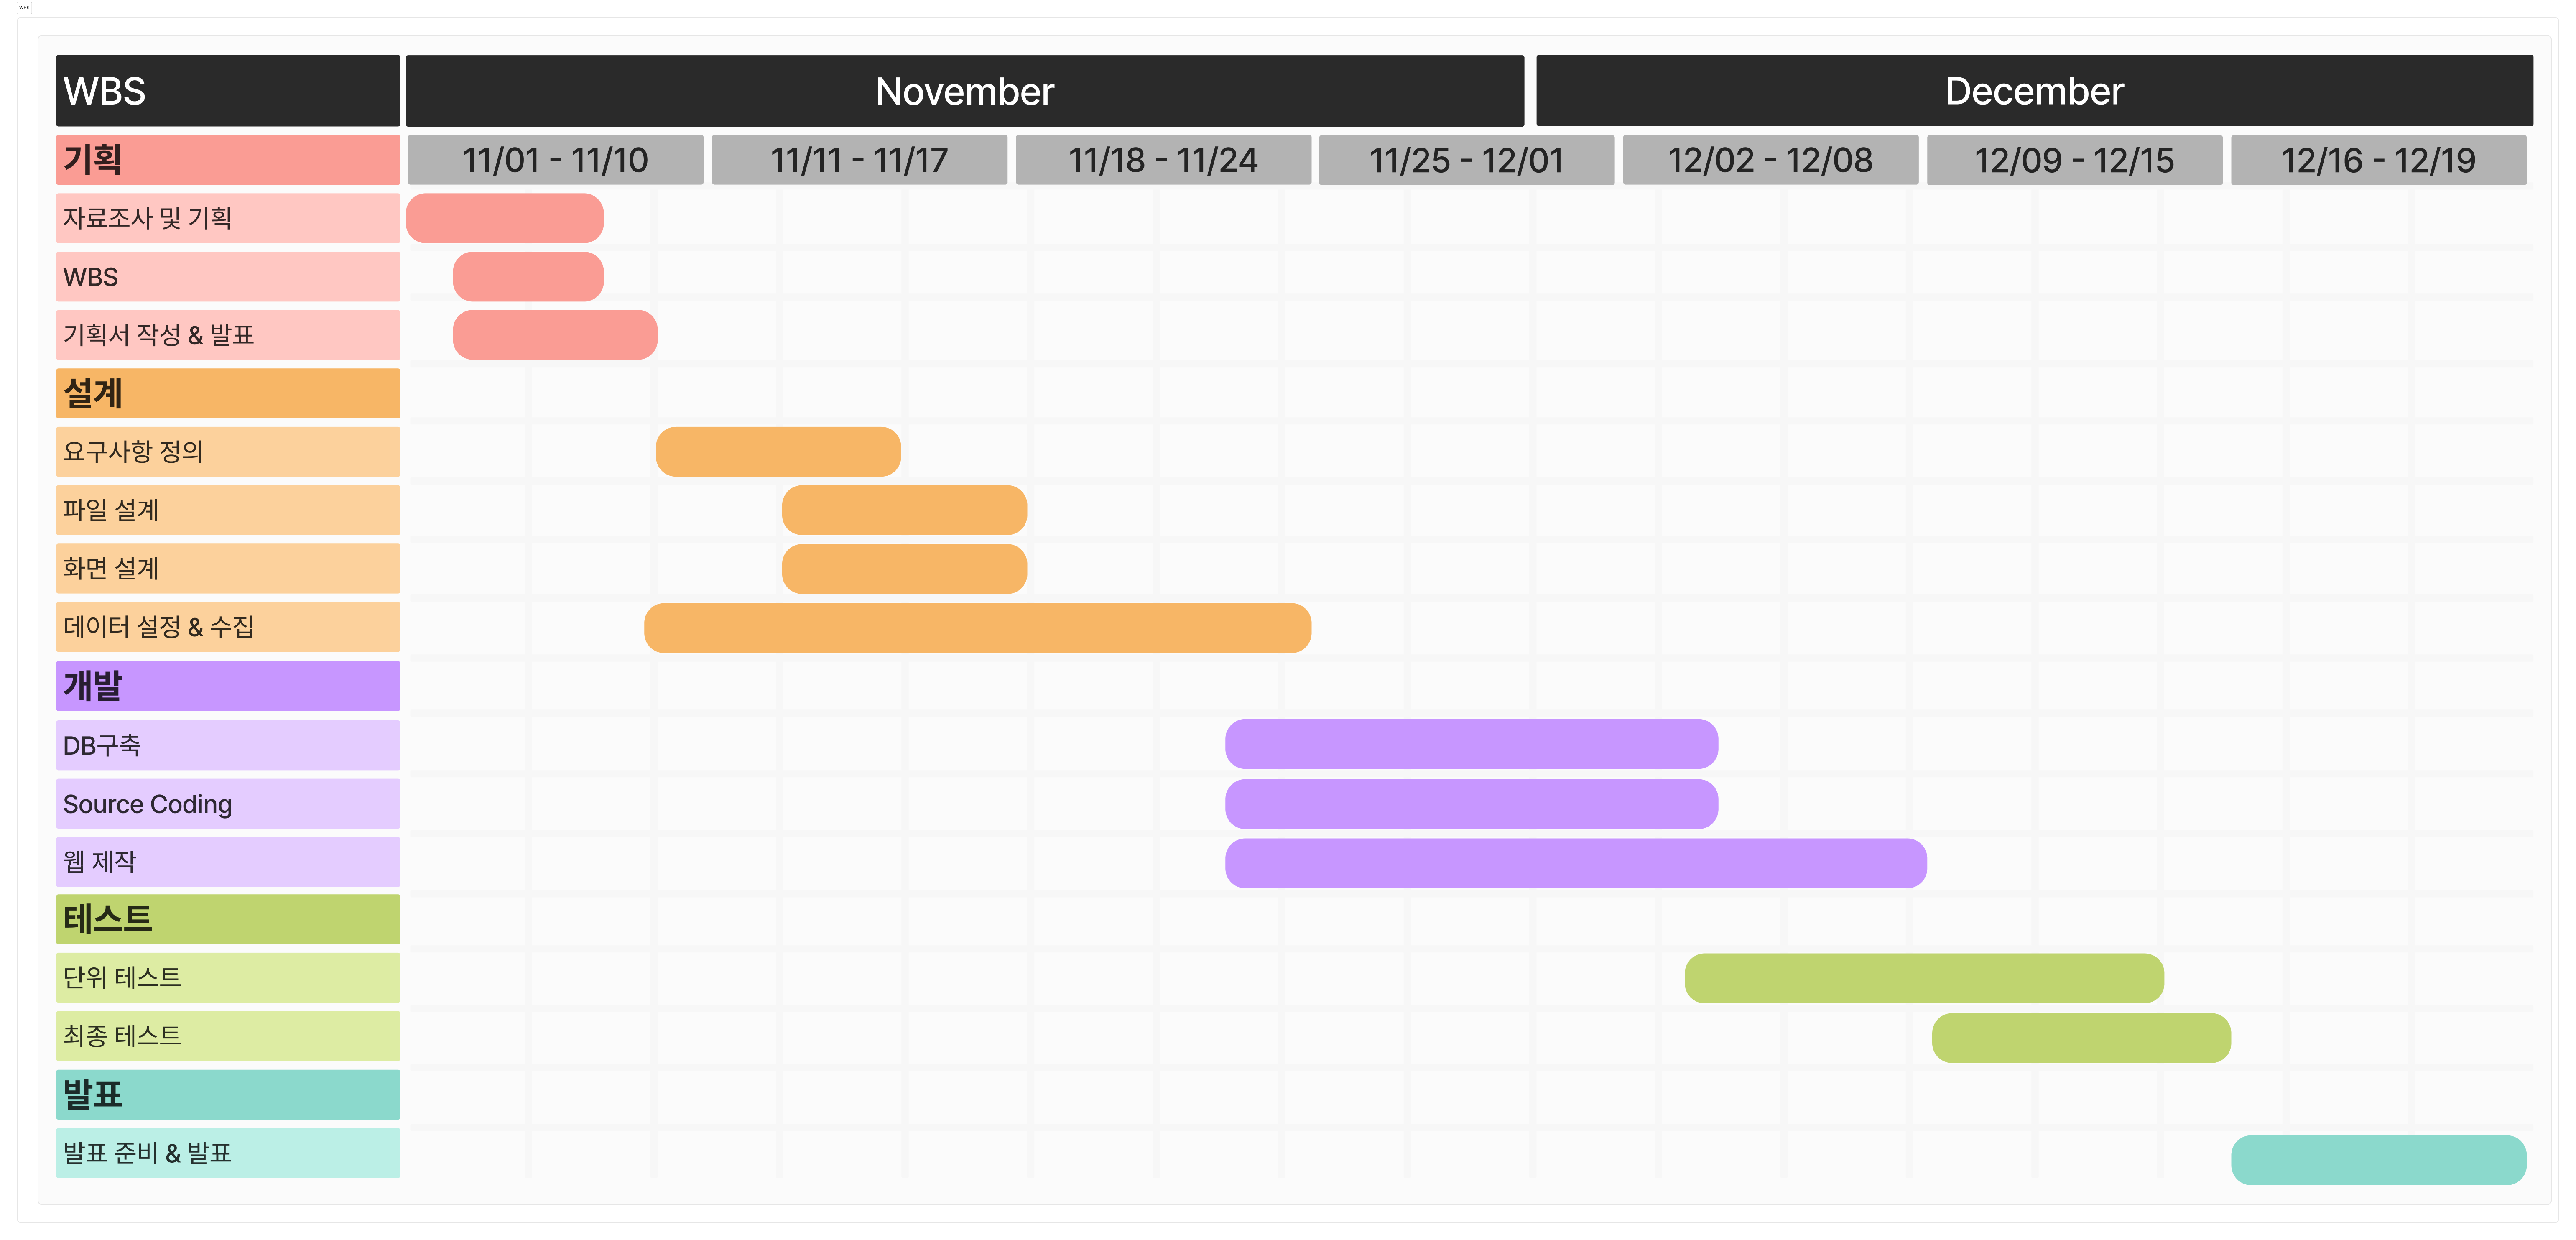 WBS
WBS November December
기획 11/01 - 11/10 11/11 - 11/17 11/18 - 11/24 11/25 - 12/01 12/02 - 12/08 12/09 - 12/15 12/16 - 12/19
자료조사 및 기획
WBS
기획서 작성 & 발표
설계
요구사항 정의
파일 설계
화면 설계
데이터 설정 & 수집
개발
DB구축
Source Coding
웹 제작
테스트
단위 테스트
최종 테스트
발표
발표 준비 & 발표